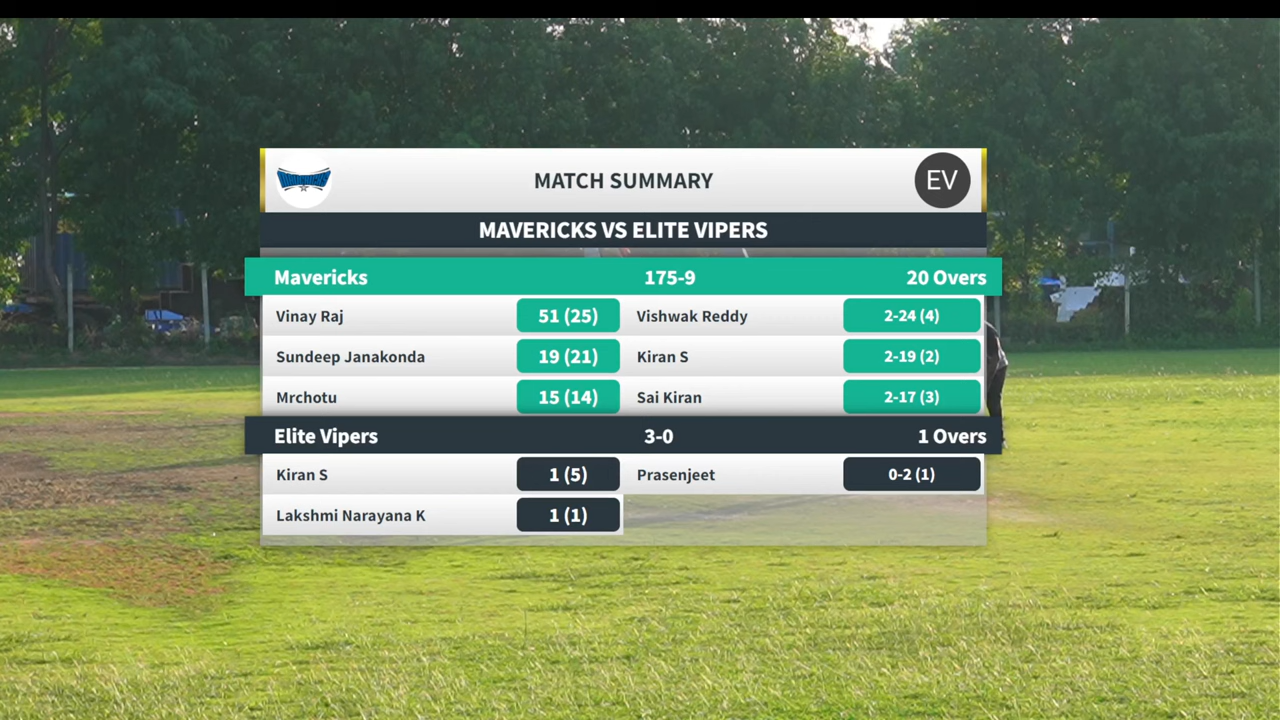 MATCH SUMMARY
EV
MAVERICKS VS ELITE VIPERS
Mavericks 175-9 20 Overs
Vinay Raj 51 (25) Vishwak Reddy 2-24 (4)
Sundeep Janakonda 19 (21) Kiran S 2-19 (2)
Mrchotu 15 (14) Sai Kiran 2-17 (3)
Elite Vipers 3-0 1 Overs
Kiran S 1 (5) Prasenjeet 0-2 (1)
Lakshmi Narayana K 1 (1)